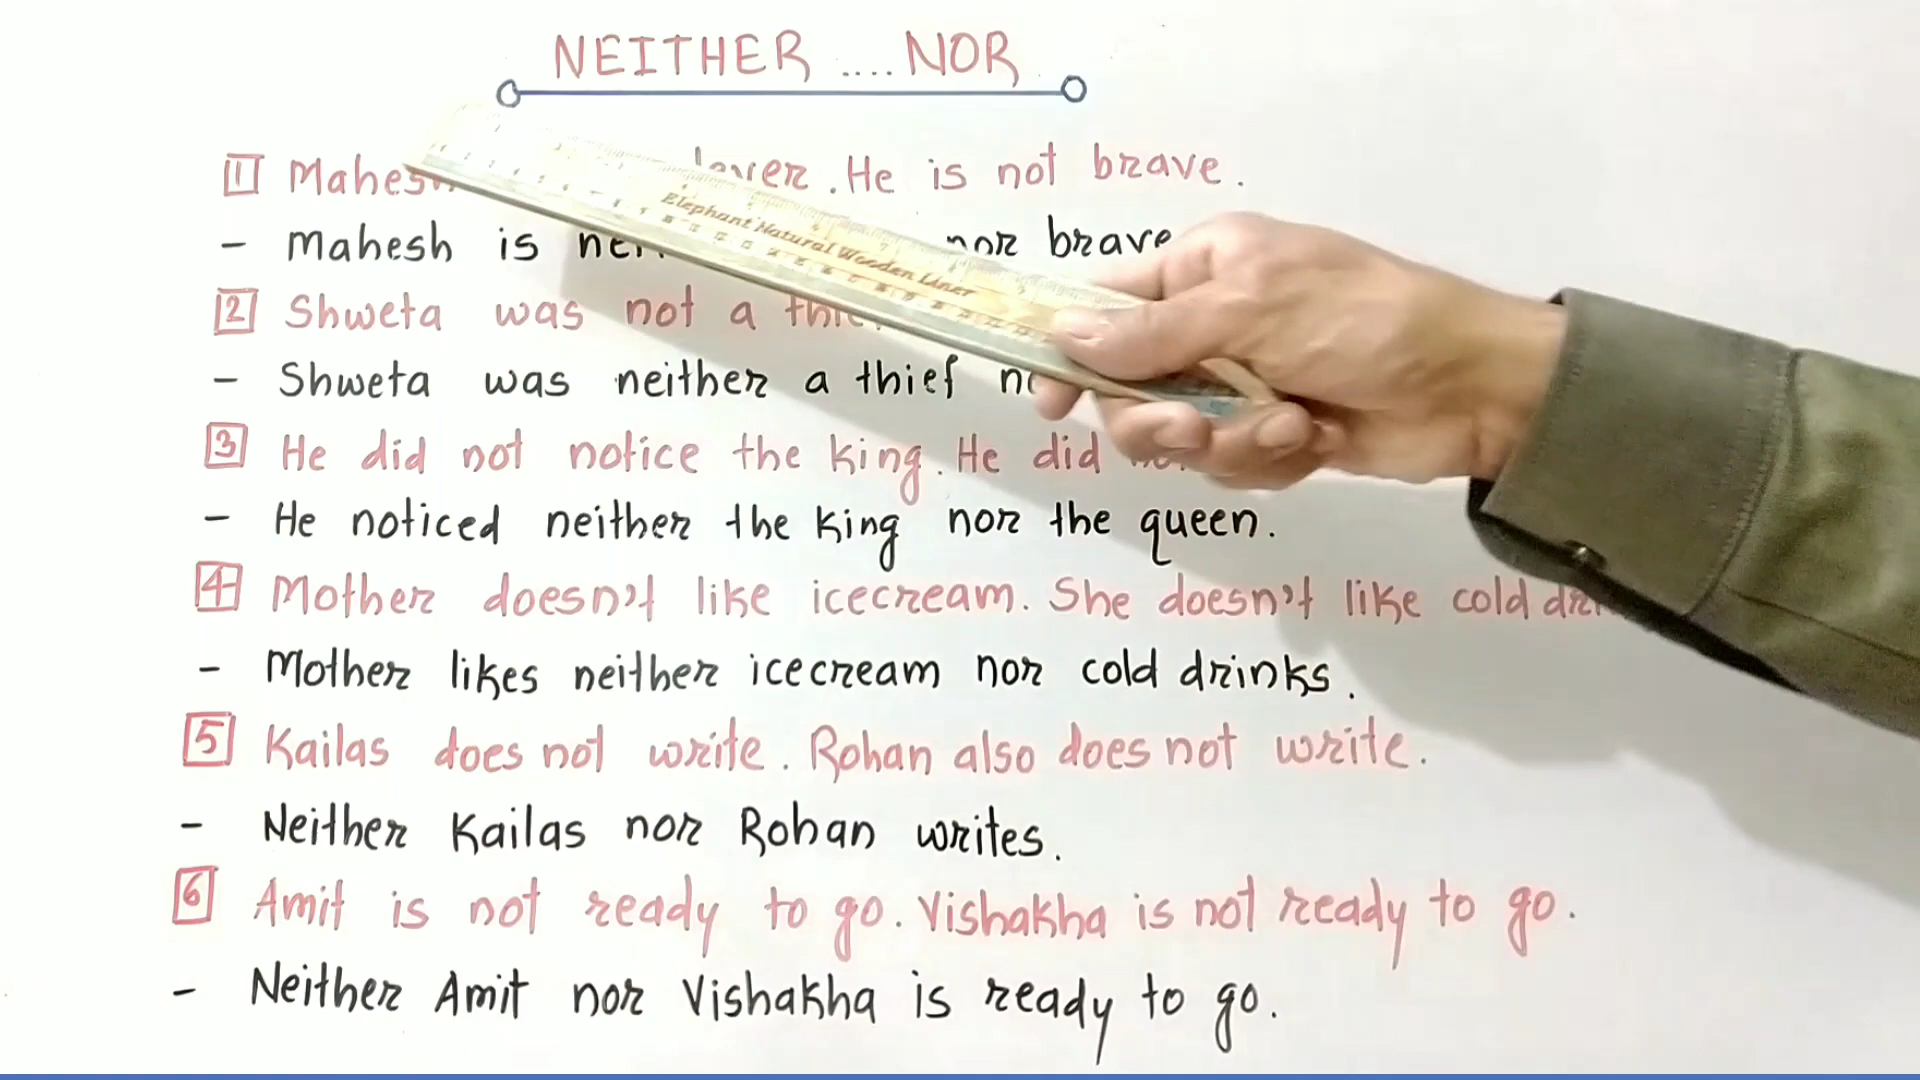 NEITHER .... NOR
1 Mahesh . He is not brave.
- Mahesh is nor brave
2 Shweta was not a
- Shweta was neither a thief
3 He did not notice the king. He did
- He noticed neither the king nor the queen.
4 Mother doesn't like icecream. She doesn't like cold
- Mother likes neither icecream nor cold drinks.
5 Kailas does not write. Rohan also does not write.
- Neither Kailas nor Rohan writes.
6 Amit is not ready to go. Vishakha is not ready to go.
- Neither Amit nor Vishakha is ready to go.
Elephant Natural Wooden Liner